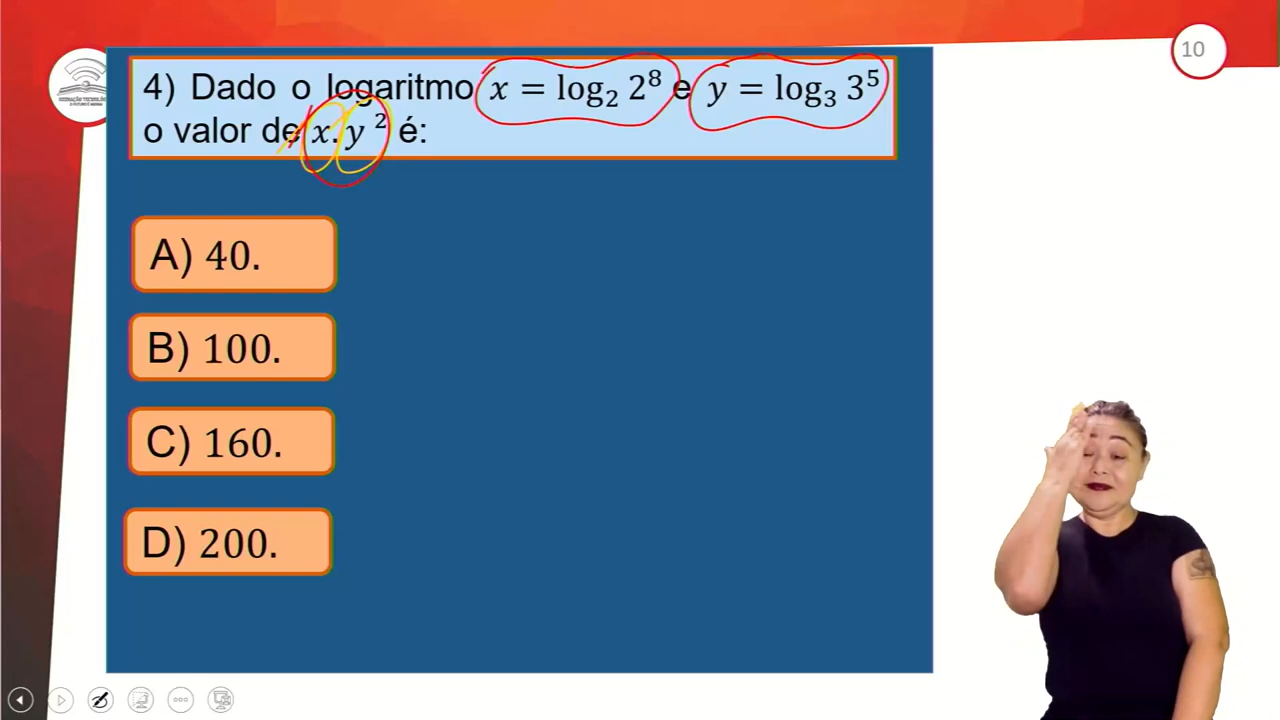 10
4) Dado o logaritmo x = log₂ 2⁸ e y = log₃ 3⁵
o valor de x.y ² é:
A) 40.
B) 100.
C) 160.
D) 200.